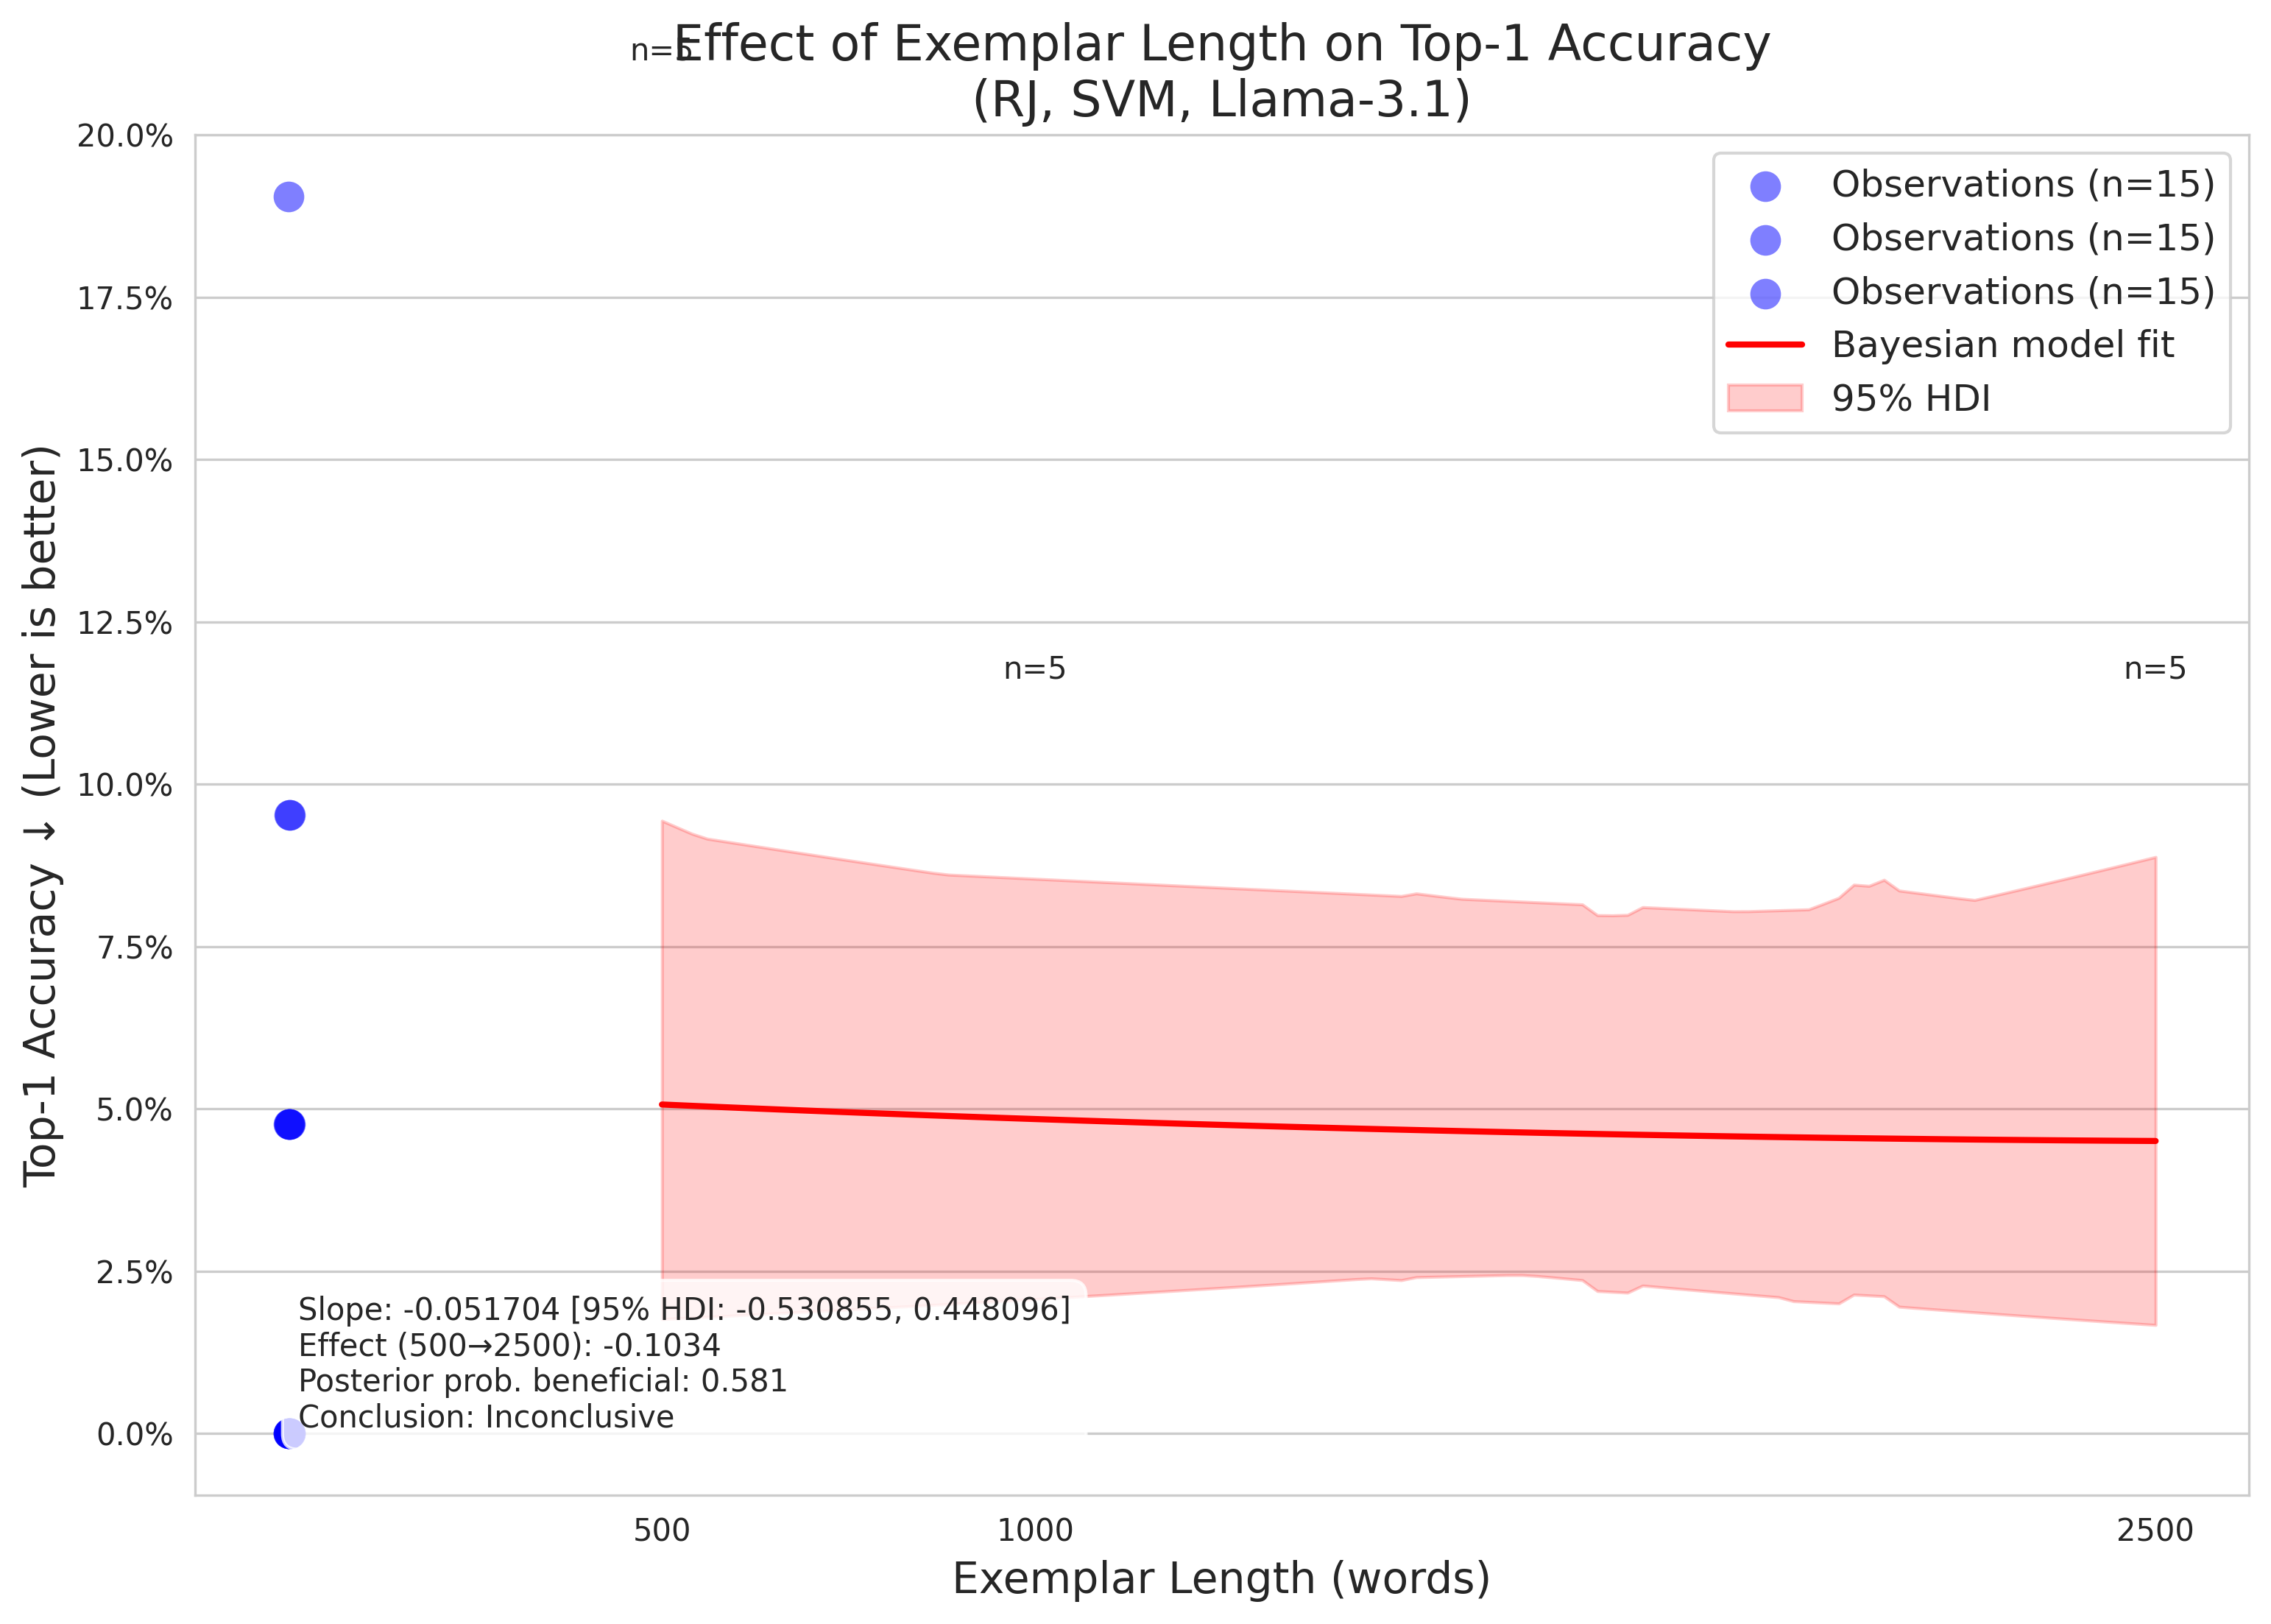 n=5
Effect of Exemplar Length on Top-1 Accuracy
(RJ, SVM, Llama-3.1)
20.0%
17.5%
15.0%
12.5%
10.0%
7.5%
5.0%
2.5%
0.0%
Top-1 Accuracy ↓ (Lower is better)
Observations (n=15)
Observations (n=15)
Observations (n=15)
Bayesian model fit
95% HDI
n=5
n=5
Slope: -0.051704 [95% HDI: -0.530855, 0.448096]
Effect (500→2500): -0.1034
Posterior prob. beneficial: 0.581
Conclusion: Inconclusive
500
1000
2500
Exemplar Length (words)